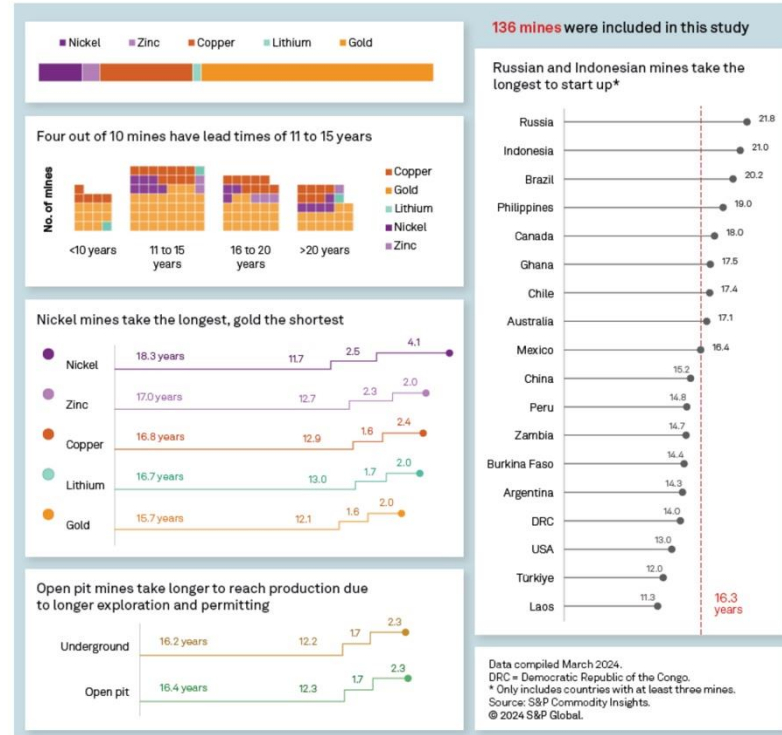 Nickel Zinc Copper Lithium Gold
Four out of 10 mines have lead times of 11 to 15 years
No. of mines
Copper
Gold
Lithium
Nickel
Zinc
<10 years
11 to 15
years
16 to 20
years
>20 years
Nickel mines take the longest, gold the shortest
Nickel 18.3 years 11.7 2.5 4.1
Zinc 17.0 years 12.7 2.3 2.0
Copper 16.8 years 12.9 1.6 2.4
Lithium 16.7 years 13.0 1.7 2.0
Gold 15.7 years 12.1 1.6 2.0
Open pit mines take longer to reach production due
to longer exploration and permitting
Underground 16.2 years 12.2 1.7 2.3
Open pit 16.4 years 12.3 1.7 2.3
136 mines were included in this study
Russian and Indonesian mines take the
longest to start up*
Russia 21.8
Indonesia 21.0
Brazil 20.2
Philippines 19.0
Canada 18.0
Ghana 17.5
Chile 17.4
Australia 17.1
Mexico 16.4
China 15.2
Peru 14.8
Zambia 14.7
Burkina Faso 14.4
Argentina 14.3
DRC 14.0
USA 13.0
Türkiye 12.0
Laos 11.3
16.3
years
Data compiled March 2024.
DRC = Democratic Republic of the Congo.
* Only includes countries with at least three mines.
Source: S&P Commodity Insights.
© 2024 S&P Global.